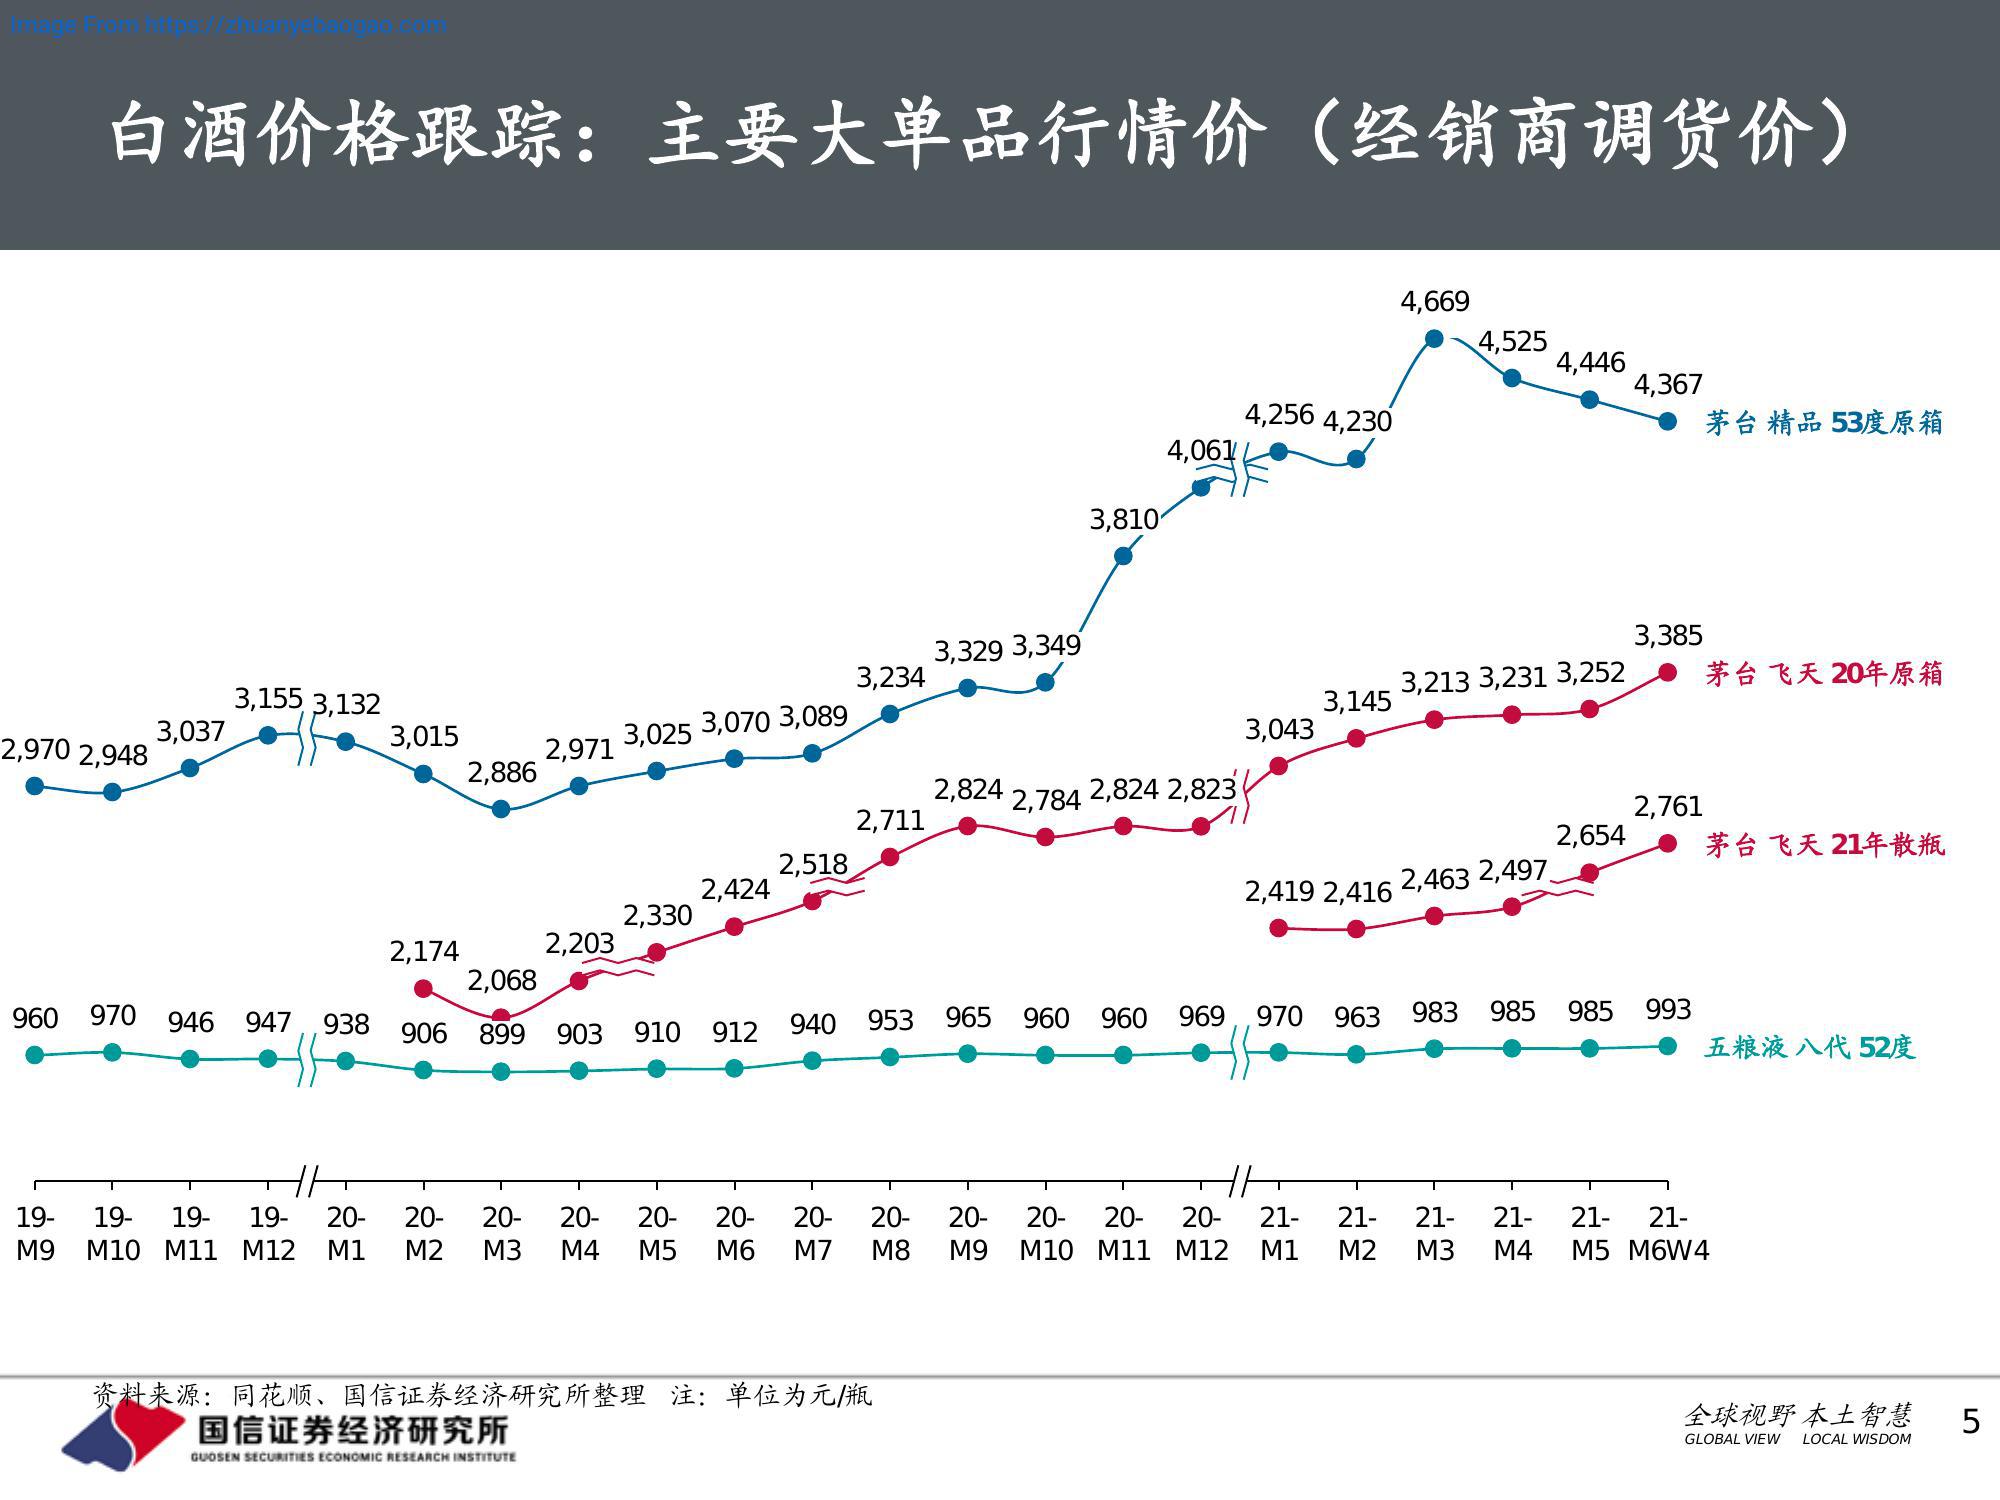 Image From https://zhuanyebaogao.com
白酒价格跟踪：主要大单品行情价（经销商调货价）
4,669
4,525
4,446
4,367
茅台 精品 53度原箱
4,256 4,230
4,061
3,810
3,385
茅台 飞天 20年原箱
3,349
3,329
3,234
3,252
3,231
3,213
3,145
3,043
3,155 3,132
3,089
3,070
3,025
3,015
2,971
2,970 2,948
3,037
2,886
2,824 2,784 2,824 2,823
2,711
2,761
茅台 飞天 21年散瓶
2,654
2,518
2,424
2,330
2,203
2,174
2,068
2,419 2,416 2,463 2,497
960 970 946 947 938 906 899 903 910 912 940 953 965 960 960 969 970 963 983 985 985 993
五粮液 八代 52度
19- 19- 19- 19- 20- 20- 20- 20- 20- 20- 20- 20- 20- 20- 20- 20- 21- 21- 21- 21- 21- 21-
M9 M10 M11 M12 M1 M2 M3 M4 M5 M6 M7 M8 M9 M10 M11 M12 M1 M2 M3 M4 M5 M6W4
资料来源：同花顺、国信证券经济研究所整理 注：单位为元/瓶
国信证券经济研究所
GUOSEN SECURITIES ECONOMIC RESEARCH INSTITUTE
全球视野 本土智慧
GLOBAL VIEW LOCAL WISDOM
5